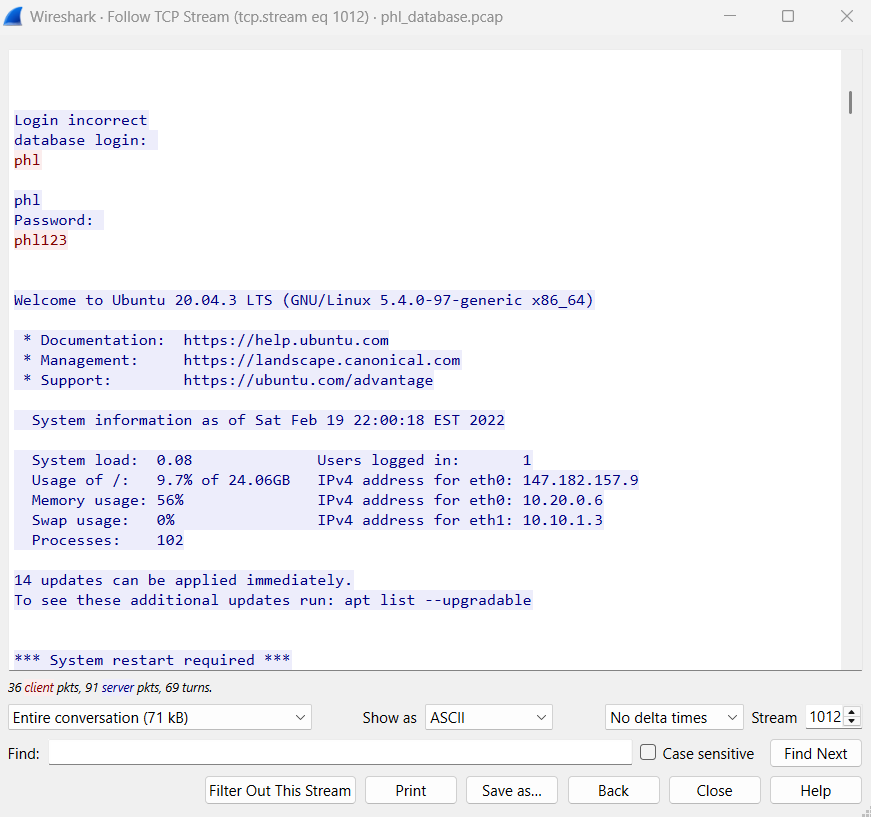 Wireshark · Follow TCP Stream (tcp.stream eq 1012) · phl_database.pcap
Login incorrect
database login:
phl
phl
Password:
phl123
Welcome to Ubuntu 20.04.3 LTS (GNU/Linux 5.4.0-97-generic x86_64)
* Documentation:  https://help.ubuntu.com
* Management:     https://landscape.canonical.com
* Support:        https://ubuntu.com/advantage
System information as of Sat Feb 19 22:00:18 EST 2022
System load:  0.08              Users logged in:       1
Usage of /:   9.7% of 24.06GB   IPv4 address for eth0: 147.182.157.9
Memory usage: 56%               IPv4 address for eth0: 10.20.0.6
Swap usage:   0%                IPv4 address for eth1: 10.10.1.3
Processes:    102
14 updates can be applied immediately.
To see these additional updates run: apt list --upgradable
*** System restart required ***
36 client pkts, 91 server pkts, 69 turns.
Entire conversation (71 kB) Show as ASCII No delta times Stream 1012
Find: Case sensitive Find Next
Filter Out This Stream Print Save as... Back Close Help